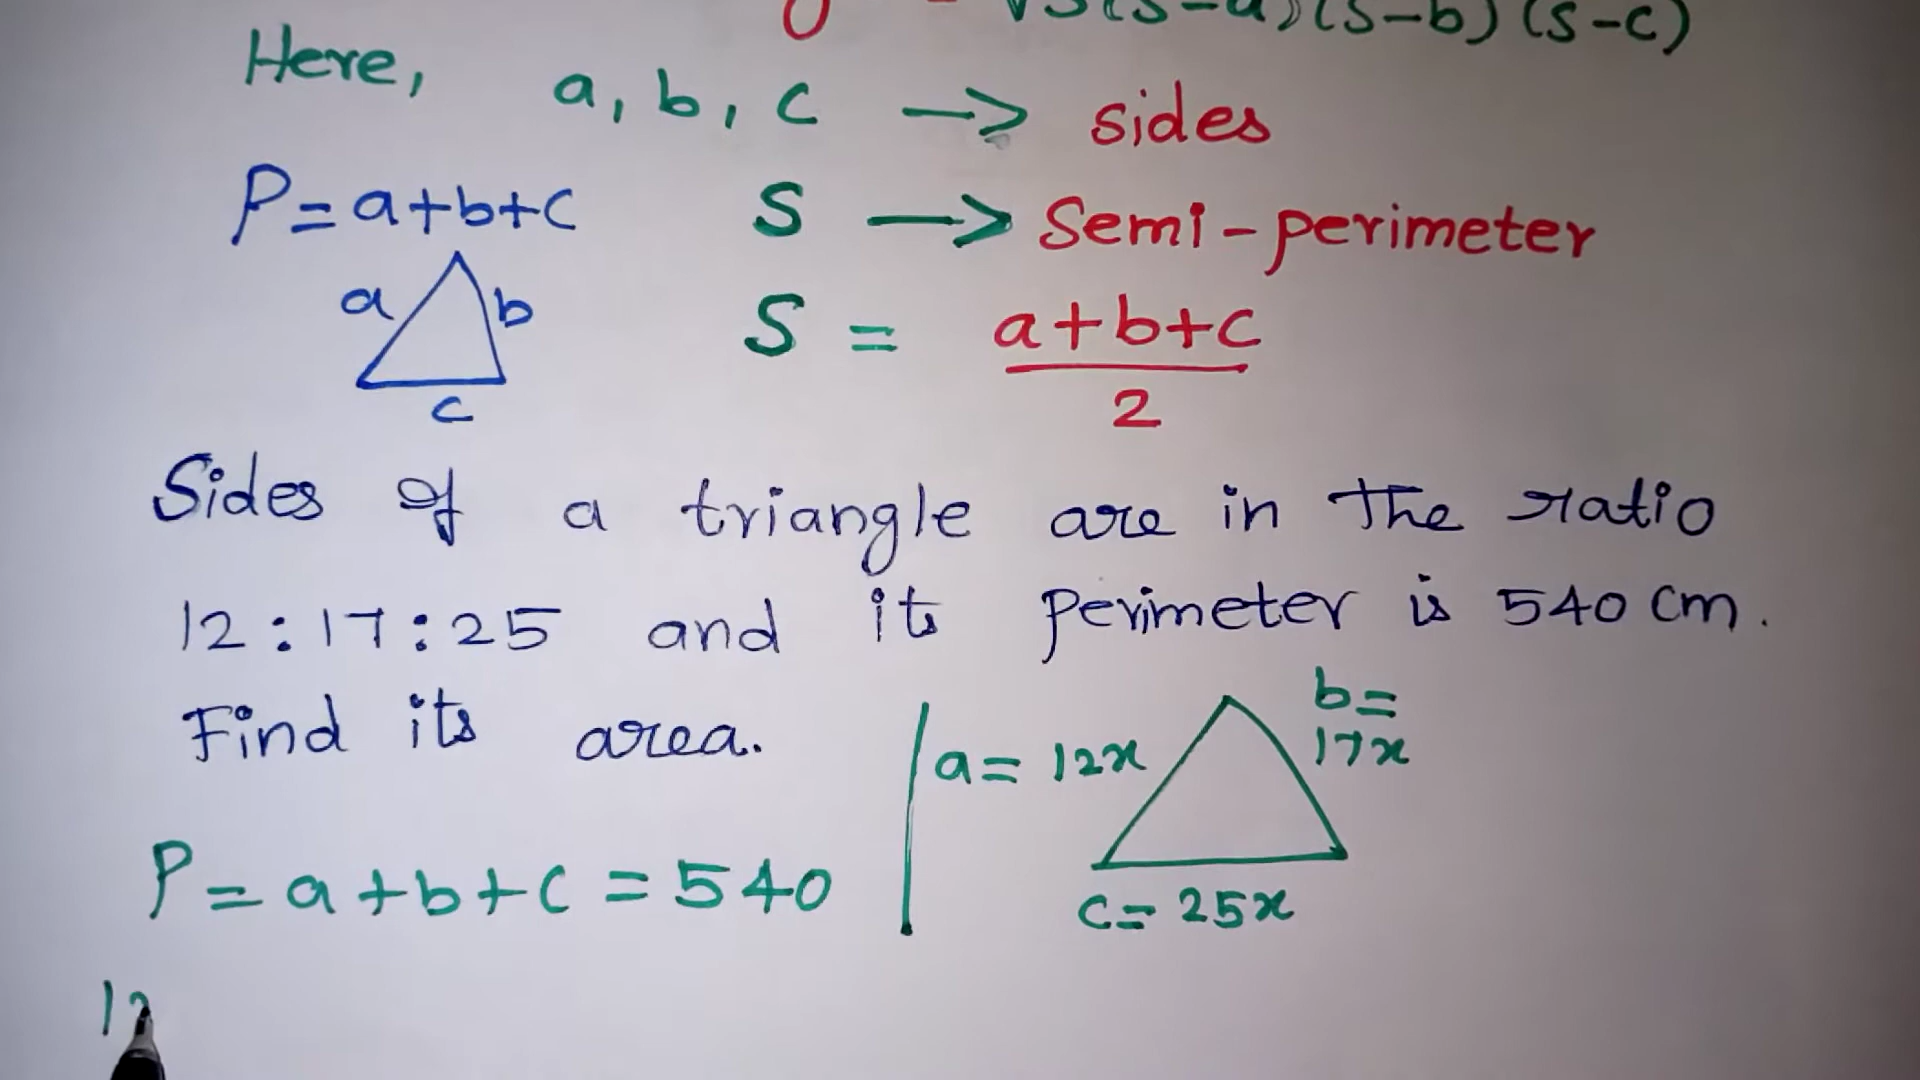 √S(S-a)(S-b)(S-c)
Here, a, b, c → sides
P=a+b+c S → Semi-perimeter
a b
c
S = a+b+c
2
Sides of a triangle are in the ratio
12:17:25 and its perimeter is 540 cm.
Find its area.
b=
17x
a= 12x
c= 25x
P=a+b+c=540
12